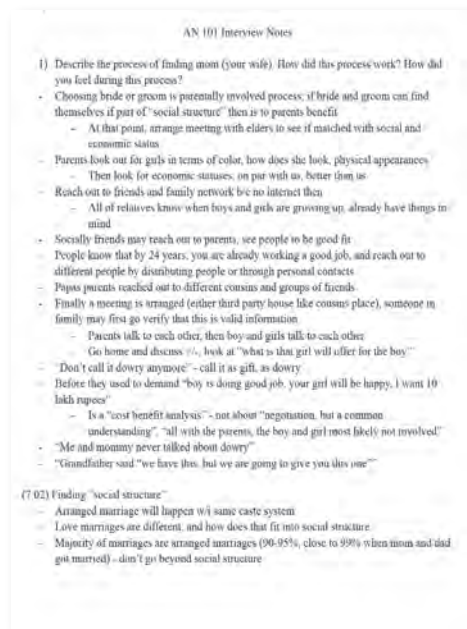 AN 101 Interview Notes
1) Describe the process of finding mom (your wife). How did this process work? How did
you feel during this process?
- Choosing bride or groom is parentally involved process; if bride and groom can find
themselves if part of "social structure" then is to parents benefit
- At that point, arrange meeting with elders to see if matched with social and
economic status
- Parents look out for girls in terms of color, how does she look, physical appearances
- Then look for economic statuses, on par with us, better than us
- Reach out to friends and family network b/c no internet then
- All of relatives know when boys and girls are growing up, already have things in
mind
- Socially friends may reach out to parents, see people to be good fit
- People know that by 24 years, you are already working a good job, and reach out to
different people by distributing people or through personal contacts
- Papas parents reached out to different cousins and groups of friends
- Finally a meeting is arranged (either third party house like cousins place), someone in
family may first go verify that this is valid information
- Parents talk to each other, then boy and girls talk to each other
Go home and discuss +/-, look at "what is that girl will offer for the boy"
- "Don't call it dowry anymore" - call it as gift, as dowry
- Before they used to demand "boy is doing good job, your girl will be happy, I want 10
lakh rupees"
- Is a "cost benefit analysis" - not about "negotiation, but a common
understanding", "all with the parents, the boy and girl most likely not involved"
- "Me and mommy never talked about dowry"
- "Grandfather said "we have this, but we are going to give you this one""
(7:02) Finding "social structure"
- Arranged marriage will happen w/i same caste system
- Love marriages are different, and how does that fit into social structure
- Majority of marriages are arranged marriages (90-95%, close to 99% when mom and dad
got married) - don't go beyond social structure